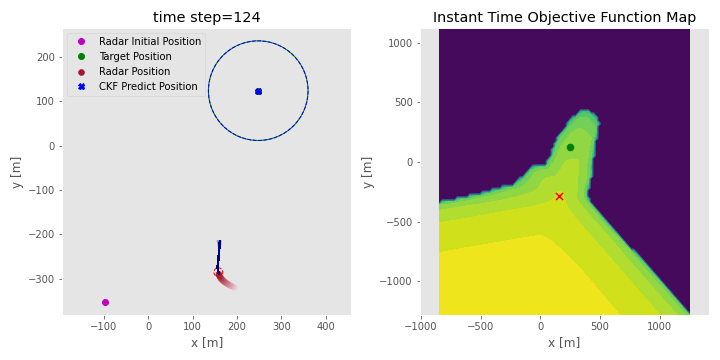 time step=124
Radar Initial Position
Target Position
Radar Position
CKF Predict Position
y [m]
200
100
0
−100
−200
−300
−100
0
100
200
300
400
x [m]
Instant Time Objective Function Map
y [m]
1000
500
0
−500
−1000
−1000
−500
0
500
1000
x [m]